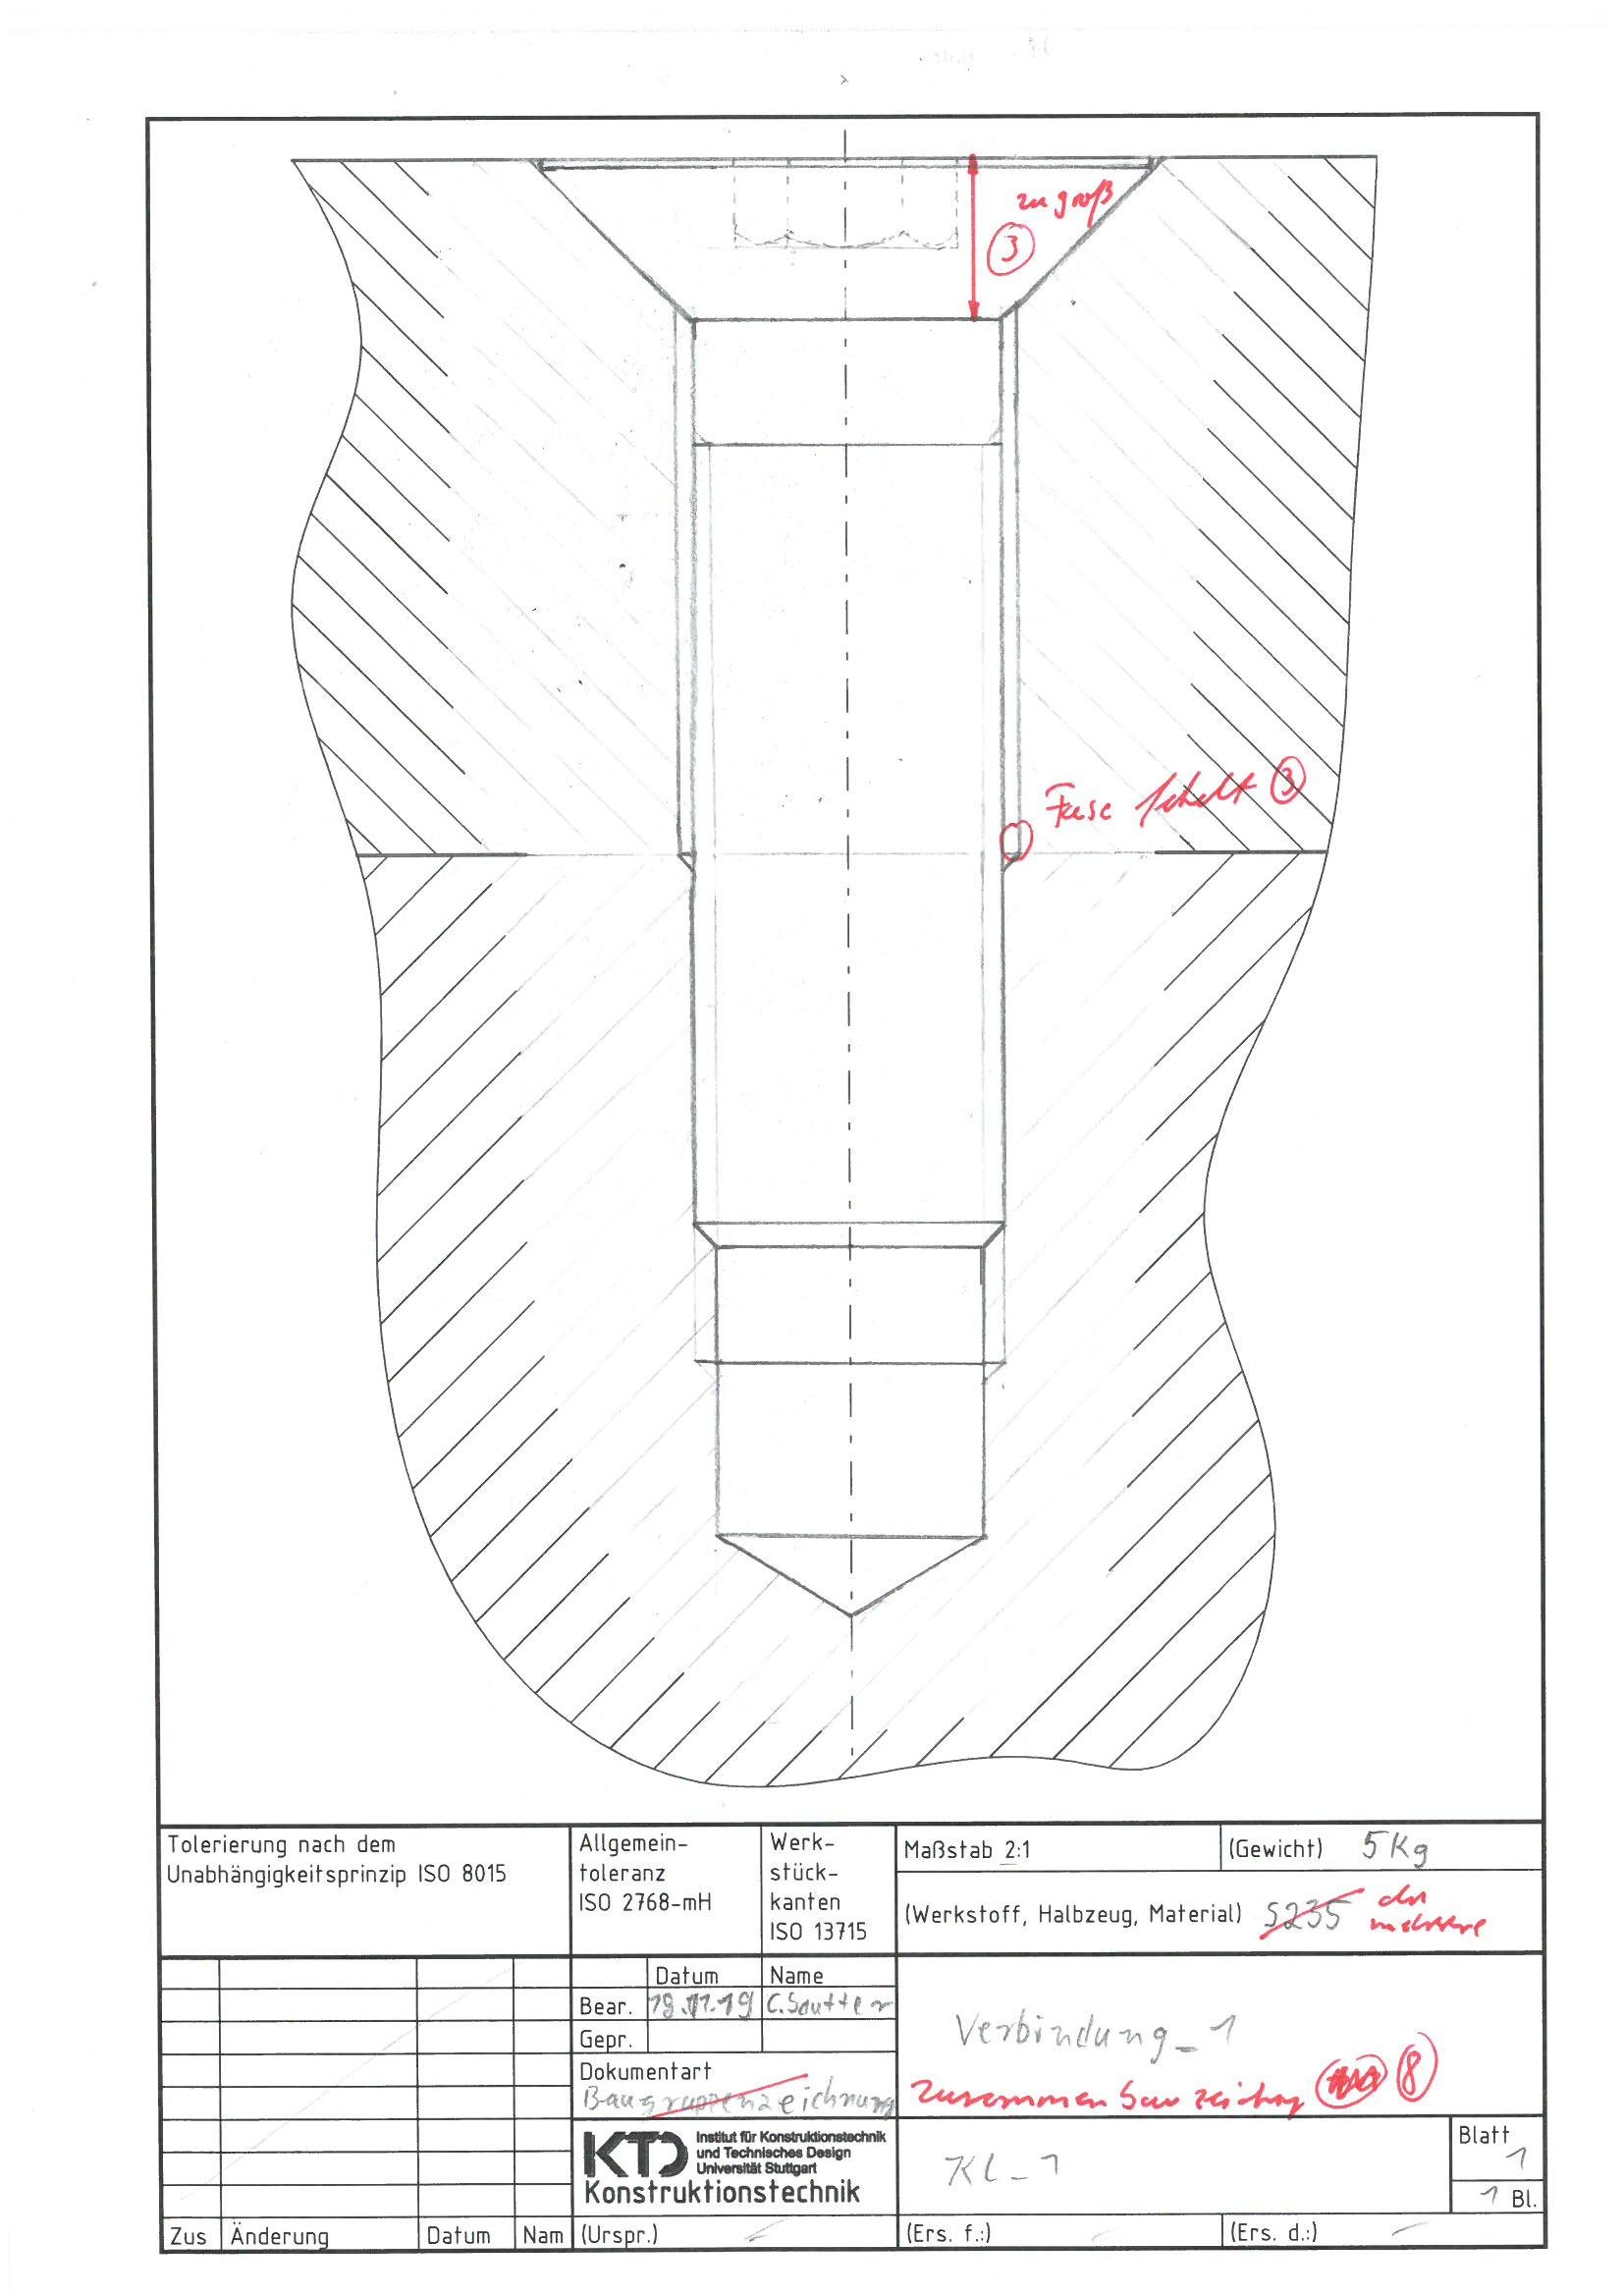 zu groß
3
Fase fehlt 3
Tolerierung nach dem
Unabhängigkeitsprinzip ISO 8015
Allgemein-
toleranz
ISO 2768-mH
Werk-
stück-
kanten
ISO 13715
Maßstab 2:1
(Gewicht) 5Kg
(Werkstoff, Halbzeug, Material) S235
Datum Name
Bear. 19.11.19 C.Sautter
Gepr.
Dokumentart
Baugruppenzeichnung
Verbindung_1
Zusammenbauzeichng 8
KTD Institut für Konstruktionstechnik
und Technisches Design
Universität Stuttgart
Konstruktionstechnik
KL_1
Blatt
1
1 Bl.
Zus Änderung Datum Nam (Urspr.) (Ers. f.:) (Ers. d.:)